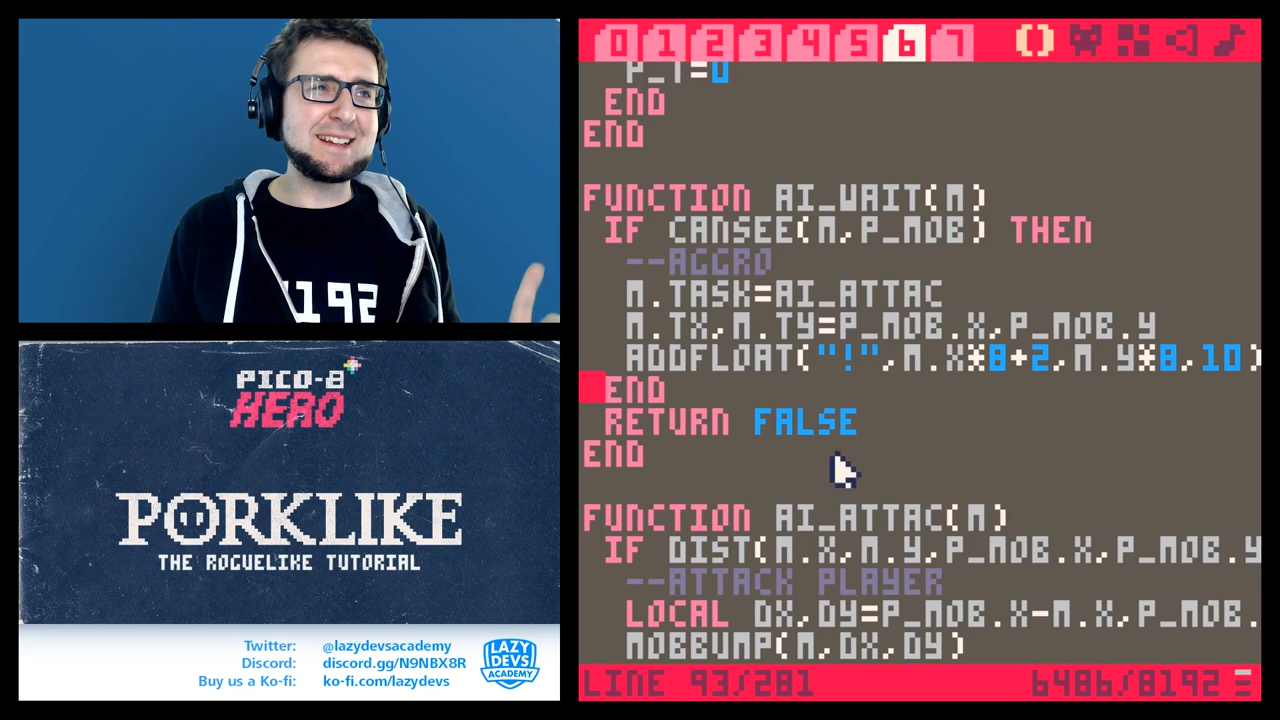 192
PICO-8
HERO
PORKLIKE
THE ROGUELIKE TUTORIAL
Twitter: @lazydevsacademy
Discord: discord.gg/N9NBX8R
Buy us a Ko-fi: ko-fi.com/lazydevs
LAZY
DEVS
ACADEMY
0 1 2 3 4 5 6 7
P_T=0
END
END
FUNCTION AI_WAIT(M)
IF CANSEE(M,P_MOB) THEN
--AGGRO
M.TASK=AI_ATTAC
M.TX,M.TY=P_MOB.X,P_MOB.Y
ADDFLOAT("!",M.X*8+2,M.Y*8,10)
END
RETURN FALSE
END
FUNCTION AI_ATTAC(M)
IF DIST(M.X,M.Y,P_MOB.X,P_MOB.Y
--ATTACK PLAYER
LOCAL DX,DY=P_MOB.X-M.X,P_MOB.
MOBBUMP(M,DX,DY)
LINE 93/281 6486/8192